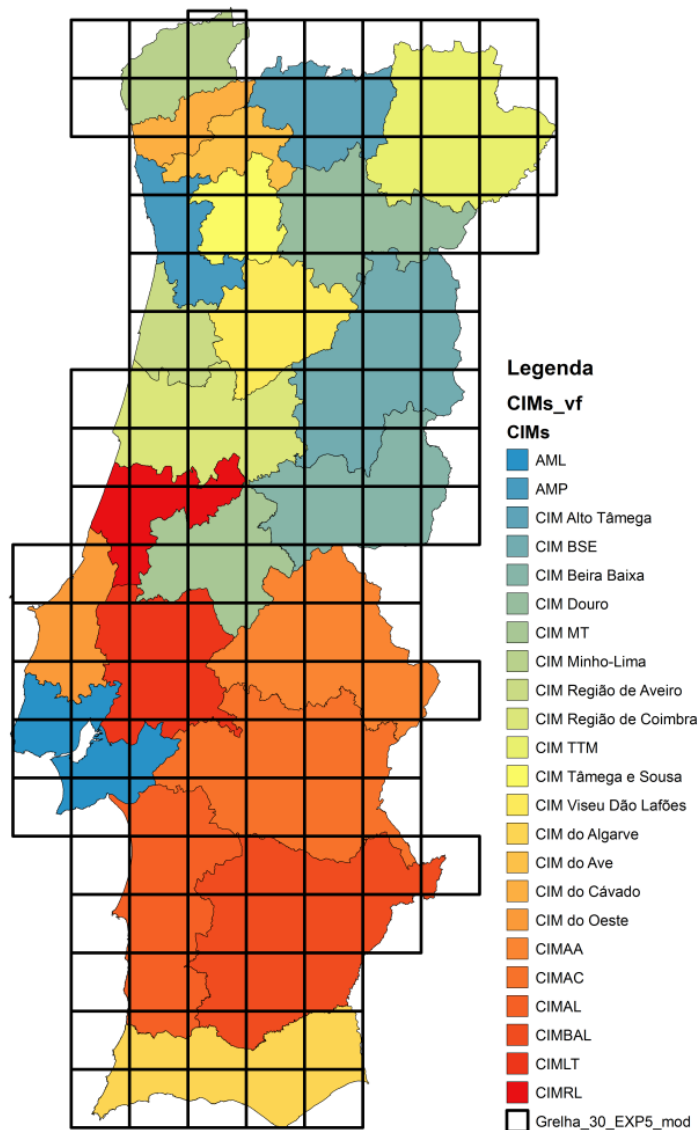 Legenda
CIMs_vf
CIMs
AML
AMP
CIM Alto Tâmega
CIM BSE
CIM Beira Baixa
CIM Douro
CIM MT
CIM Minho-Lima
CIM Região de Aveiro
CIM Região de Coimbra
CIM TTM
CIM Tâmega e Sousa
CIM Viseu Dão Lafões
CIM do Algarve
CIM do Ave
CIM do Cávado
CIM do Oeste
CIMAA
CIMAC
CIMAL
CIMBAL
CIMLT
CIMRL
Grelha_30_EXP5_mod